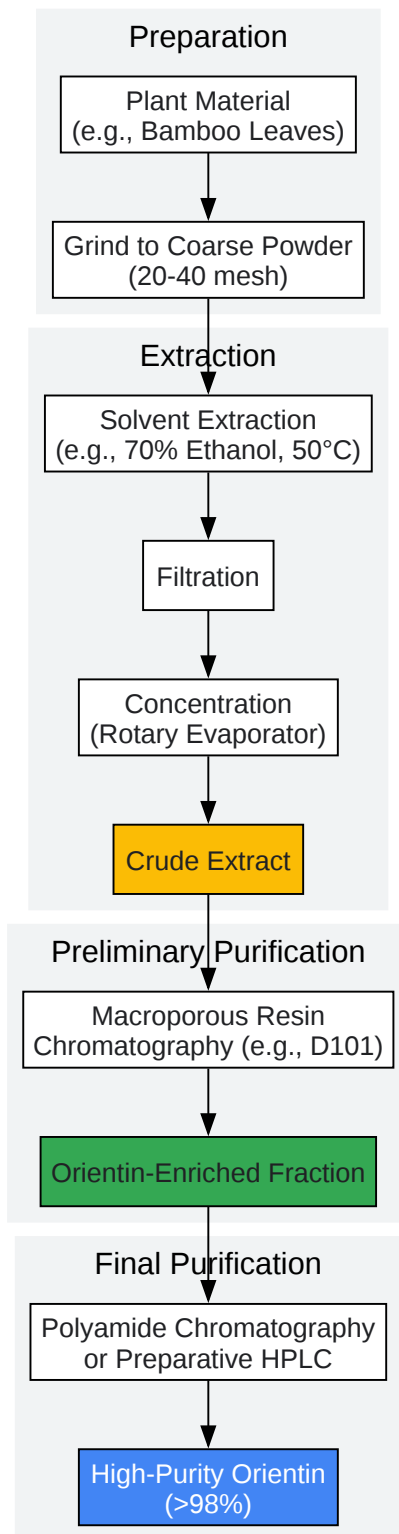 Preparation
Plant Material
(e.g., Bamboo Leaves)
Grind to Coarse Powder
(20-40 mesh)
Extraction
Solvent Extraction
(e.g., 70% Ethanol, 50°C)
Filtration
Concentration
(Rotary Evaporator)
Crude Extract
Preliminary Purification
Macroporous Resin
Chromatography (e.g., D101)
Orientin-Enriched Fraction
Final Purification
Polyamide Chromatography
or Preparative HPLC
High-Purity Orientin
(>98%)